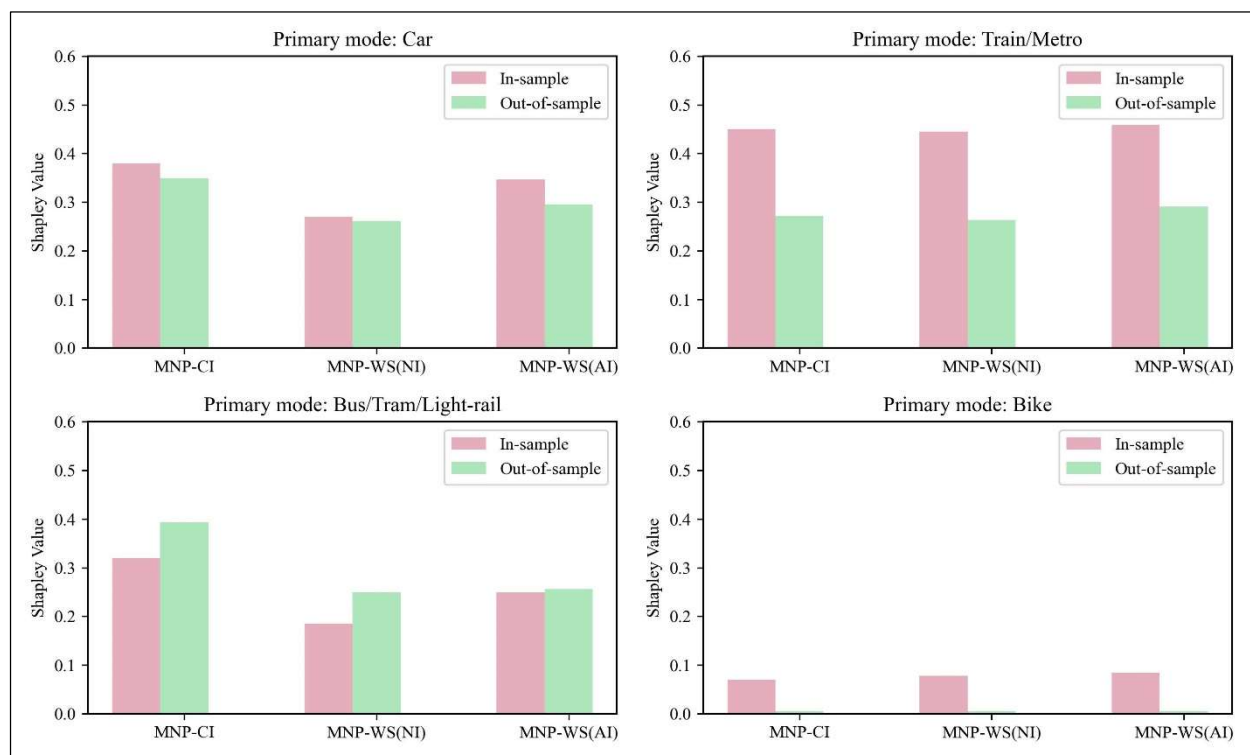 Primary mode: Car
Shapley Value
0.6
0.5
0.4
0.3
0.2
0.1
0.0
In-sample
Out-of-sample
MNP-CI
MNP-WS(NI)
MNP-WS(AI)
Primary mode: Train/Metro
Shapley Value
0.6
0.5
0.4
0.3
0.2
0.1
0.0
In-sample
Out-of-sample
MNP-CI
MNP-WS(NI)
MNP-WS(AI)
Primary mode: Bus/Tram/Light-rail
Shapley Value
0.6
0.5
0.4
0.3
0.2
0.1
0.0
In-sample
Out-of-sample
MNP-CI
MNP-WS(NI)
MNP-WS(AI)
Primary mode: Bike
Shapley Value
0.6
0.5
0.4
0.3
0.2
0.1
0.0
In-sample
Out-of-sample
MNP-CI
MNP-WS(NI)
MNP-WS(AI)